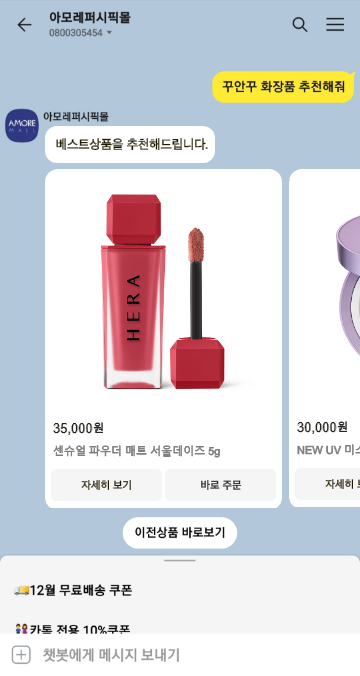 아모레퍼시픽몰
0800305454
꾸안꾸 화장품 추천해줘
AMORE
MALL
아모레퍼시픽몰
베스트상품을 추천해드립니다.
HERA
35,000원
센슈얼 파우더 매트 서울데이즈 5g
자세히 보기
바로 주문
30,000원
NEW UV 미스
자세히
이전상품 바로보기
12월 무료배송 쿠폰
카톡 전용 10%쿠폰
챗봇에게 메시지 보내기